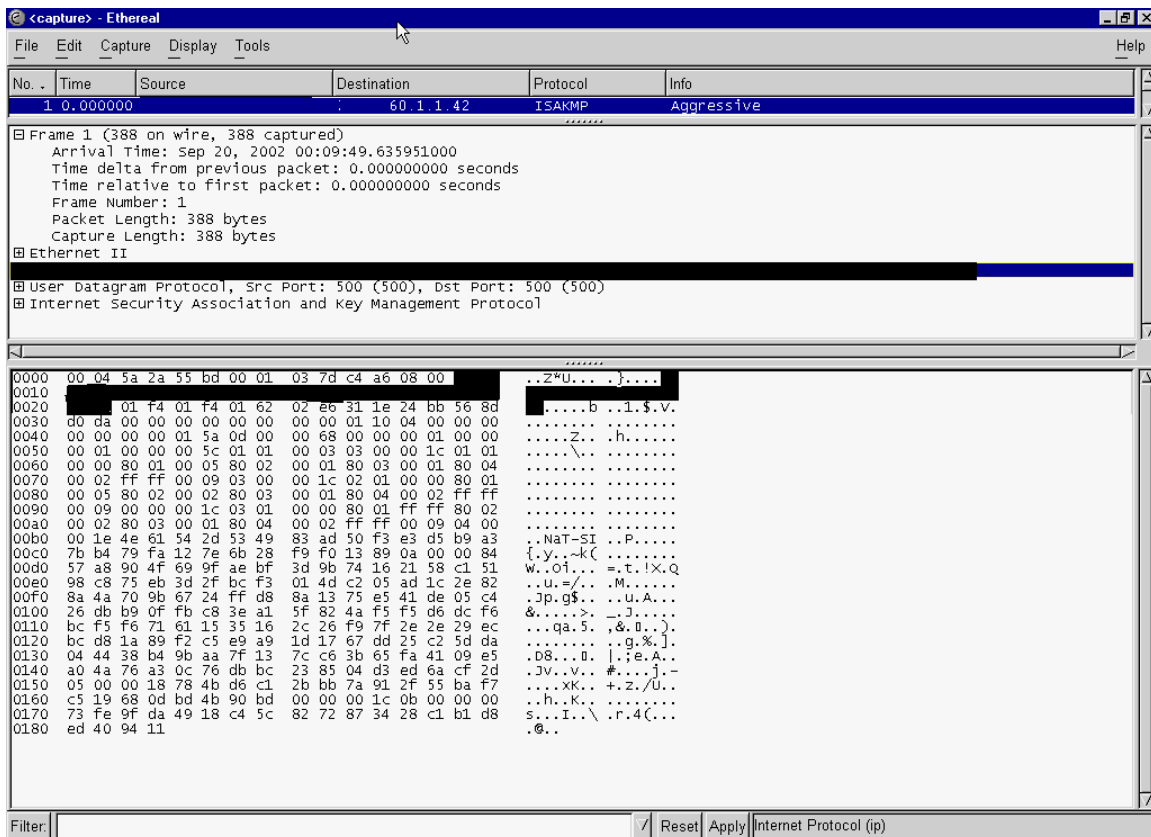 <capture> - Ethereal
File Edit Capture Display Tools Help
No. . Time Source Destination Protocol Info
1 0.000000 60.1.1.42 ISAKMP Aggressive
Frame 1 (388 on wire, 388 captured)
Arrival Time: Sep 20, 2002 00:09:49.635951000
Time delta from previous packet: 0.000000000 seconds
Time relative to first packet: 0.000000000 seconds
Frame Number: 1
Packet Length: 388 bytes
Capture Length: 388 bytes
Ethernet II
User Datagram Protocol, Src Port: 500 (500), Dst Port: 500 (500)
Internet Security Association and Key Management Protocol
0000 00 04 5a 2a 55 bd 00 01 03 7d c4 a6 08 00 ..Z*U... .}....
0010
0020 01 f4 01 f4 01 62 02 e6 31 1e 24 bb 56 8d .....b ..1.$.V.
0030 d0 da 00 00 00 00 00 00 00 00 01 10 04 00 00 00 ........ ........
0040 00 00 00 00 01 5a 0d 00 00 68 00 00 00 01 00 00 .....Z.. .h......
0050 00 01 00 00 00 5c 01 01 00 03 03 00 00 1c 01 01 .....\.. ........
0060 00 00 80 01 00 05 80 02 00 01 80 03 00 01 80 04 ........ ........
0070 00 02 ff ff 00 09 03 00 00 1c 02 01 00 00 80 01 ........ ........
0080 00 05 80 02 00 02 80 03 00 01 80 04 00 02 ff ff ........ ........
0090 00 09 00 00 00 1c 03 01 00 00 80 01 ff ff 80 02 ........ ........
00a0 00 02 80 03 00 01 80 04 00 02 ff ff 00 09 04 00 ........ ........
00b0 00 1e 4e 61 54 2d 53 49 83 ad 50 f3 e3 d5 b9 a3 ..NaT-SI ..P.....
00c0 7b b4 79 fa 12 7e 6b 28 f9 f0 13 89 0a 00 00 84 {.y..~k( ........
00d0 57 a8 90 4f 69 9f ae bf 3d 9b 74 16 21 58 c1 51 W..Oi... =.t.!X.Q
00e0 98 c8 75 eb 3d 2f bc f3 01 4d c2 05 ad 1c 2e 82 ..u.=/.. .M......
00f0 8a 4a 70 9b 67 24 ff d8 8a 13 75 e5 41 de 05 c4 .Jp.g$.. ..u.A...
0100 26 db b9 0f fb c8 3e a1 5f 82 4a f5 f5 d6 dc f6 &.....>. _.J.....
0110 bc f5 f6 71 61 15 35 16 2c 26 f9 7f 2e 2e 29 ec ...qa.5. ,&.▯..).
0120 bc d8 1a 89 f2 c5 e9 a9 1d 17 67 dd 25 c2 5d da ........ ..g.%.].
0130 04 44 38 b4 9b aa 7f 13 7c c6 3b 65 fa 41 09 e5 .D8...▯. |.;e.A..
0140 a0 4a 76 a3 0c 76 db bc 23 85 04 d3 ed 6a cf 2d .Jv..v.. #....j.-
0150 05 00 00 18 78 4b d6 c1 2b bb 7a 91 2f 55 ba f7 ....xK.. +.z./U..
0160 c5 19 68 0d bd 4b 90 bd 00 00 00 1c 0b 00 00 00 ..h..K.. ........
0170 73 fe 9f da 49 18 c4 5c 82 72 87 34 28 c1 b1 d8 s...I..\ .r.4(...
0180 ed 40 94 11 .@..
Filter: Reset Apply Internet Protocol (ip)